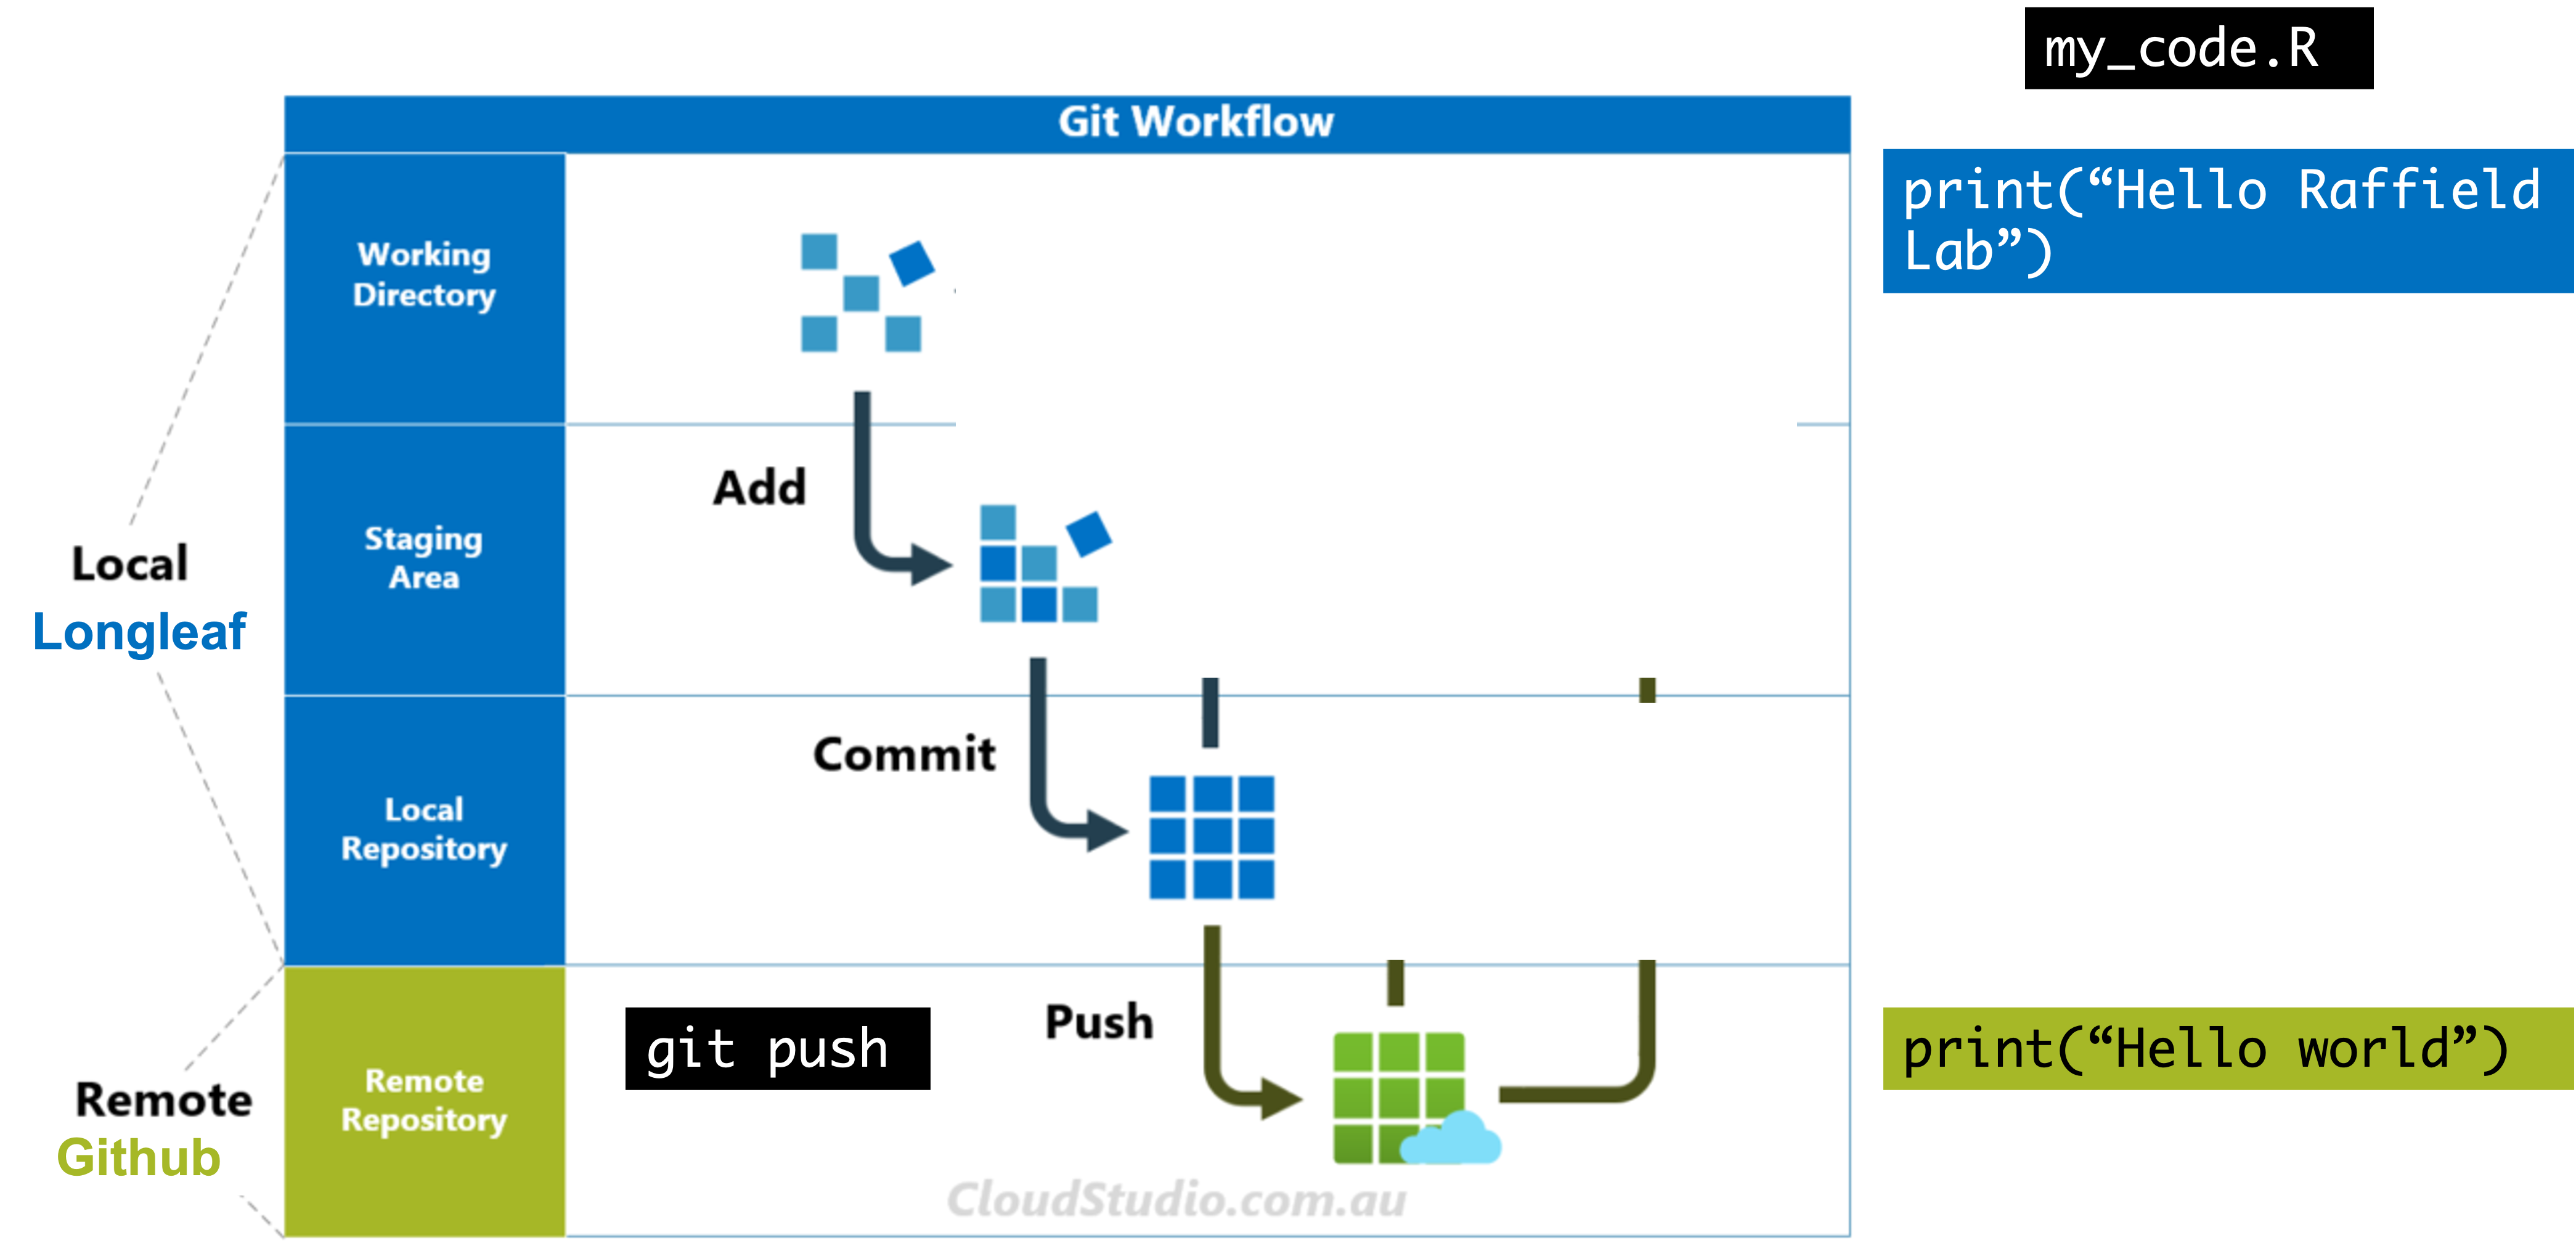 my_code.R
Git Workflow
Working
Directory
print(“Hello Raffield
Lab”)
Add
Staging
Area
Local
Longleaf
Commit
Local
Repository
Push
git push
print(“Hello world”)
Remote
Github
Remote
Repository
CloudStudio.com.au